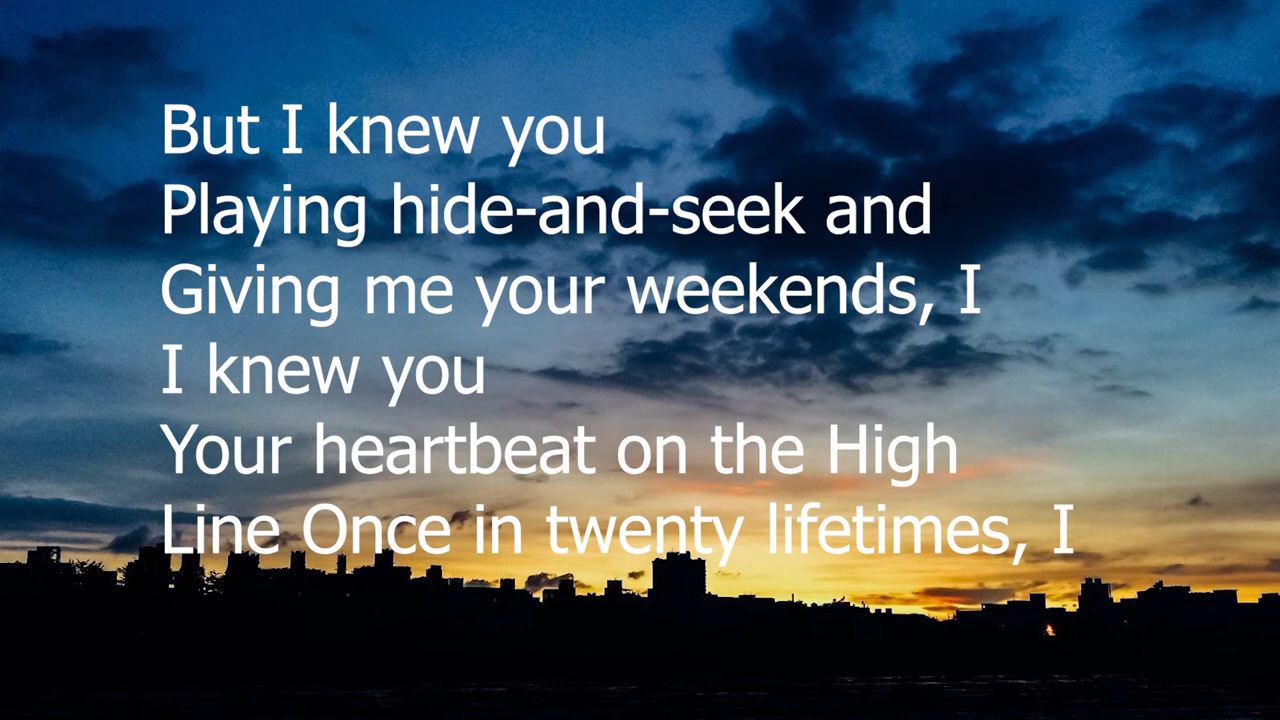 But I knew you
Playing hide-and-seek and
Giving me your weekends, I
I knew you
Your heartbeat on the High
Line Once in twenty lifetimes, I